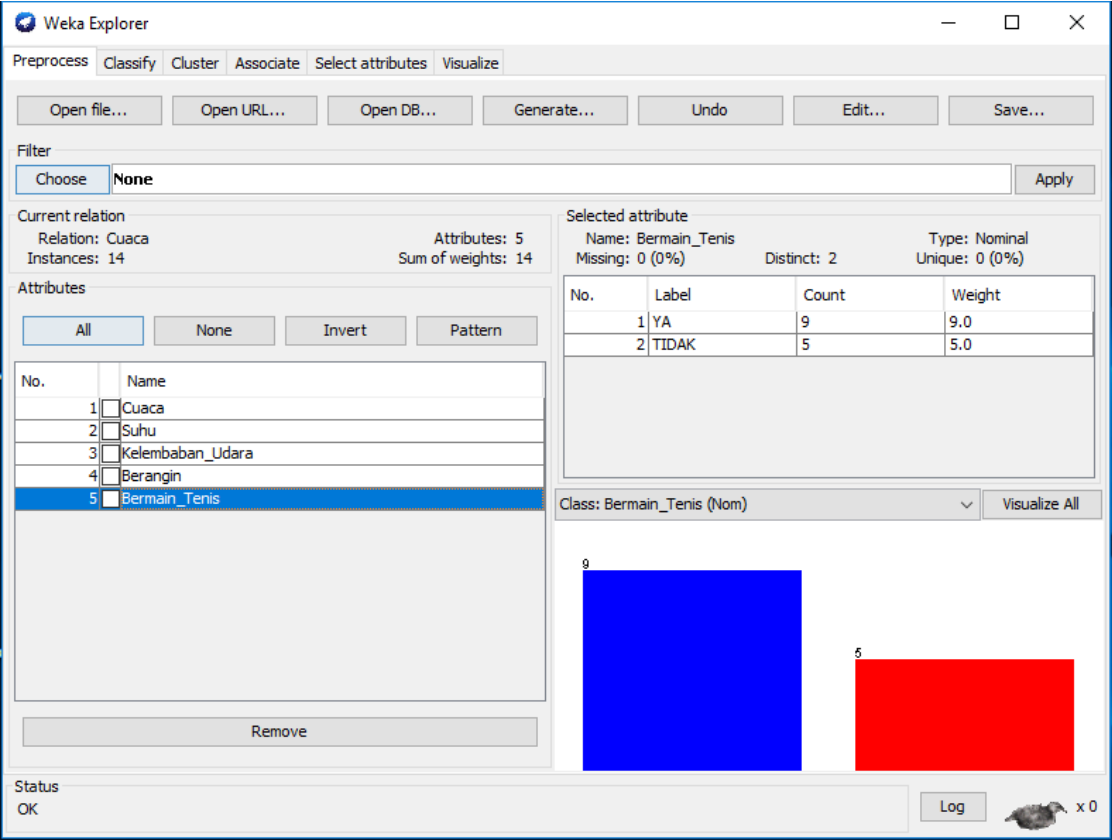 Weka Explorer
Preprocess Classify Cluster Associate Select attributes Visualize
Open file... Open URL... Open DB... Generate... Undo Edit... Save...
Filter
Choose None Apply
Current relation
Relation: Cuaca Attributes: 5
Instances: 14 Sum of weights: 14
Attributes
All None Invert Pattern
No. Name
1 Cuaca
2 Suhu
3 Kelembaban_Udara
4 Berangin
5 Bermain_Tenis
Remove
Selected attribute
Name: Bermain_Tenis Type: Nominal
Missing: 0 (0%) Distinct: 2 Unique: 0 (0%)
No. Label Count Weight
1 YA 9 9.0
2 TIDAK 5 5.0
Class: Bermain_Tenis (Nom) Visualize All
9
5
Status
OK
Log x 0